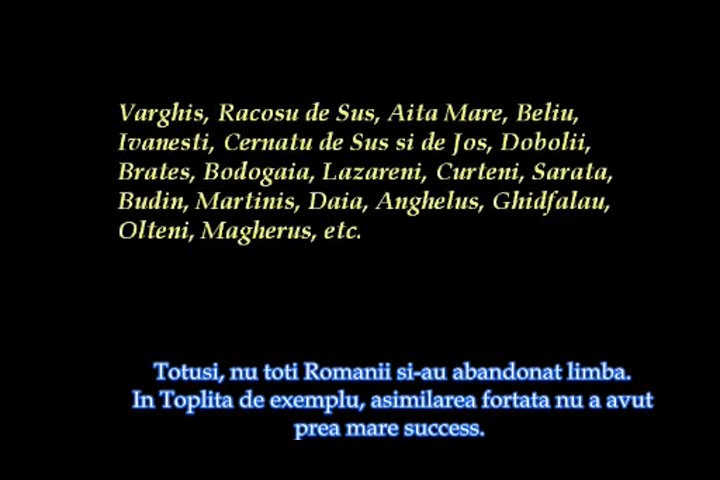 Varghis, Racosu de Sus, Aita Mare, Beliu,
Ivanesti, Cernatu de Sus si de Jos, Dobolii,
Brates, Bodogaia, Lazareni, Curteni, Sarata,
Budin, Martinis, Daia, Anghelus, Ghidfalau,
Olteni, Magherus, etc.
Totusi, nu toti Romanii si-au abandonat limba.
In Toplita de exemplu, asimilarea fortata nu a avut
prea mare success.